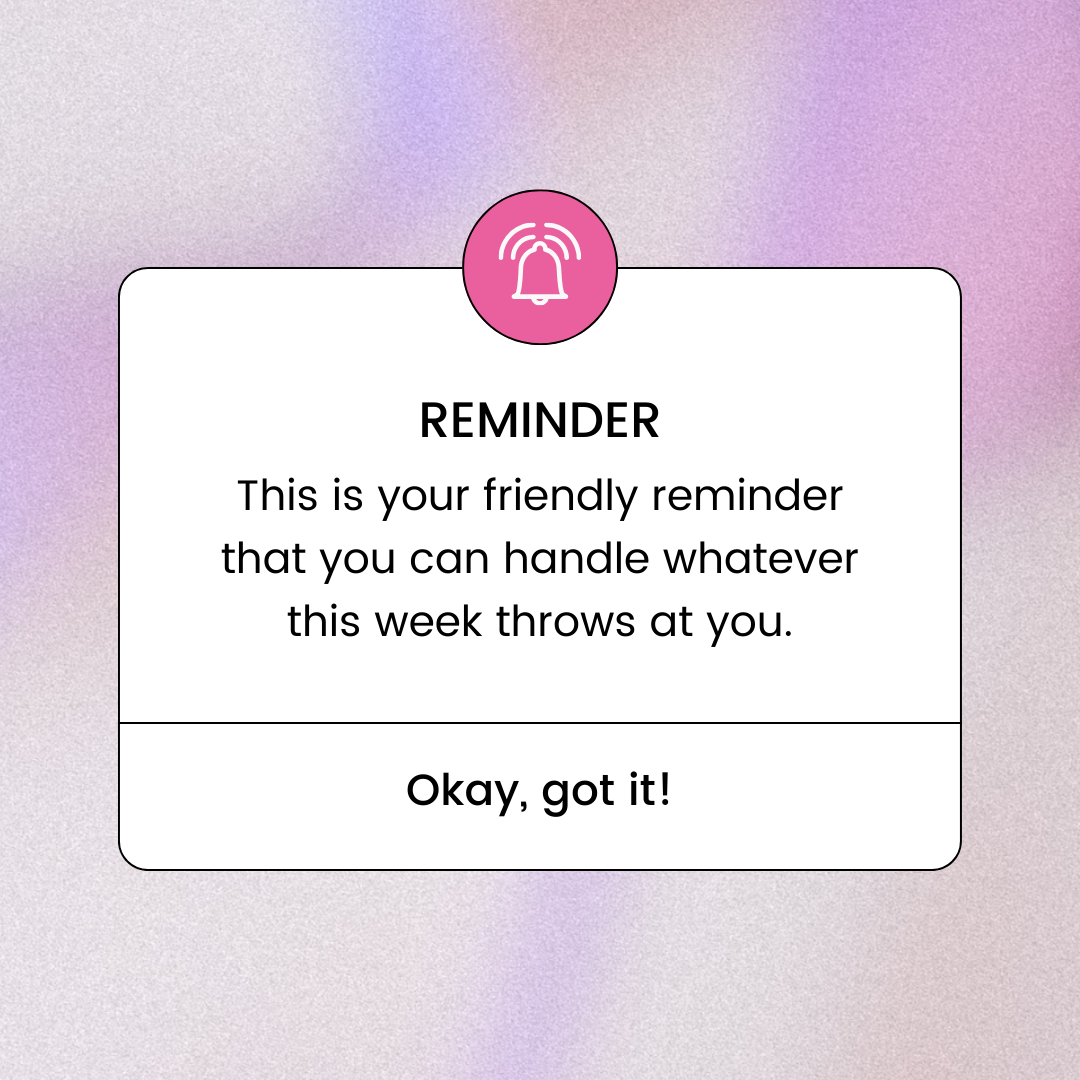 REMINDER
This is your friendly reminder
that you can handle whatever
this week throws at you.
Okay, got it!